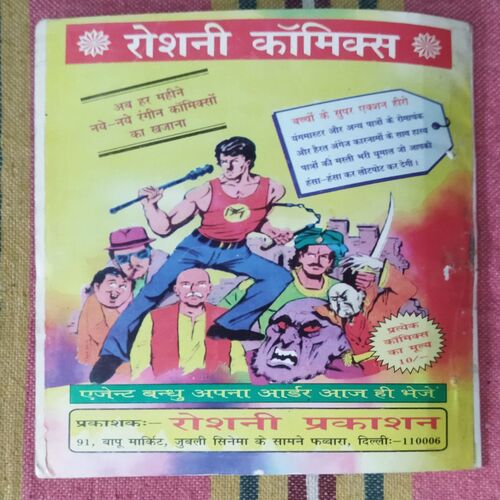 रोशनी कॉमिक्स
अब हर महीने
नये-नये रंगीन कॉमिक्सों
का खजाना
बच्चों के सुपर एक्शन हीरो
यंगमास्टर और अन्य पात्रों के रोमांचक
और हैरत अंगेज कारनामों के साथ हास्य
पात्रों की मस्ती भरी धूमाल जो आपको
हंसा-हंसा कर लोटपोट कर देगी।
प्रत्येक
कॉमिक्स
का मूल्य
10/-
एजेन्ट बन्धु अपना आर्डर आज ही भेजें
प्रकाशकः- रोशनी प्रकाशन
91, बापू मार्किट, जुबली सिनेमा के सामने फव्वारा, दिल्ली:-110006